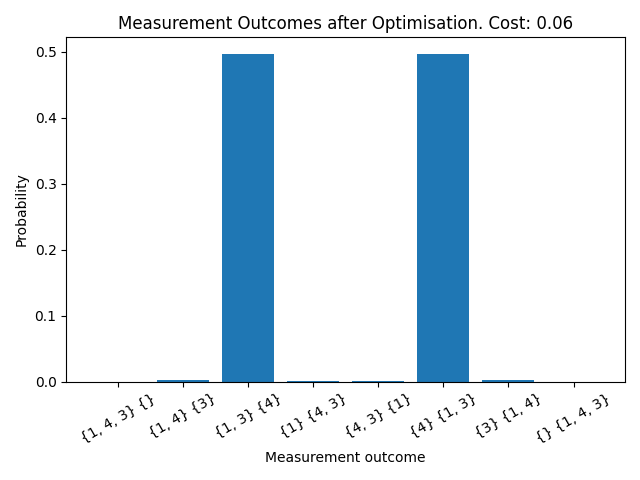 Measurement Outcomes after Optimisation. Cost: 0.06
0.5
0.4
0.3
0.2
0.1
0.0
Probability
{1, 4, 3} {}
{1, 4} {3}
{1, 3} {4}
{1} {4, 3}
{4, 3} {1}
{4} {1, 3}
{3} {1, 4}
{} {1, 4, 3}
Measurement outcome